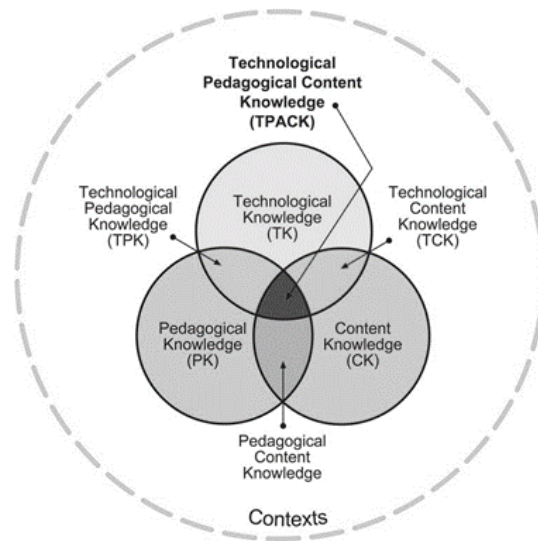 Technological
Pedagogical Content
Knowledge
(TPACK)
Technological
Pedagogical
Knowledge
(TPK)
Technological
Knowledge
(TK)
Technological
Content
Knowledge
(TCK)
Pedagogical
Knowledge
(PK)
Content
Knowledge
(CK)
Pedagogical
Content
Knowledge
Contexts